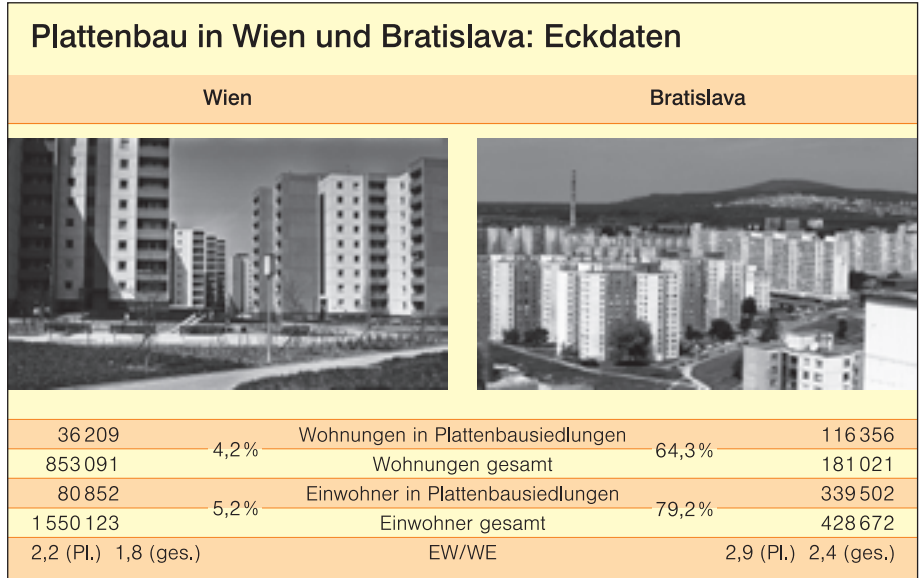 Plattenbau in Wien und Bratislava: Eckdaten
Wien Bratislava
36 209 Wohnungen in Plattenbausiedlungen 116 356
4,2 % 64,3 %
853 091 Wohnungen gesamt 181 021
80 852 Einwohner in Plattenbausiedlungen 339 502
5,2 % 79,2 %
1 550 123 Einwohner gesamt 428 672
2,2 (Pl.) 1,8 (ges.) EW/WE 2,9 (Pl.) 2,4 (ges.)